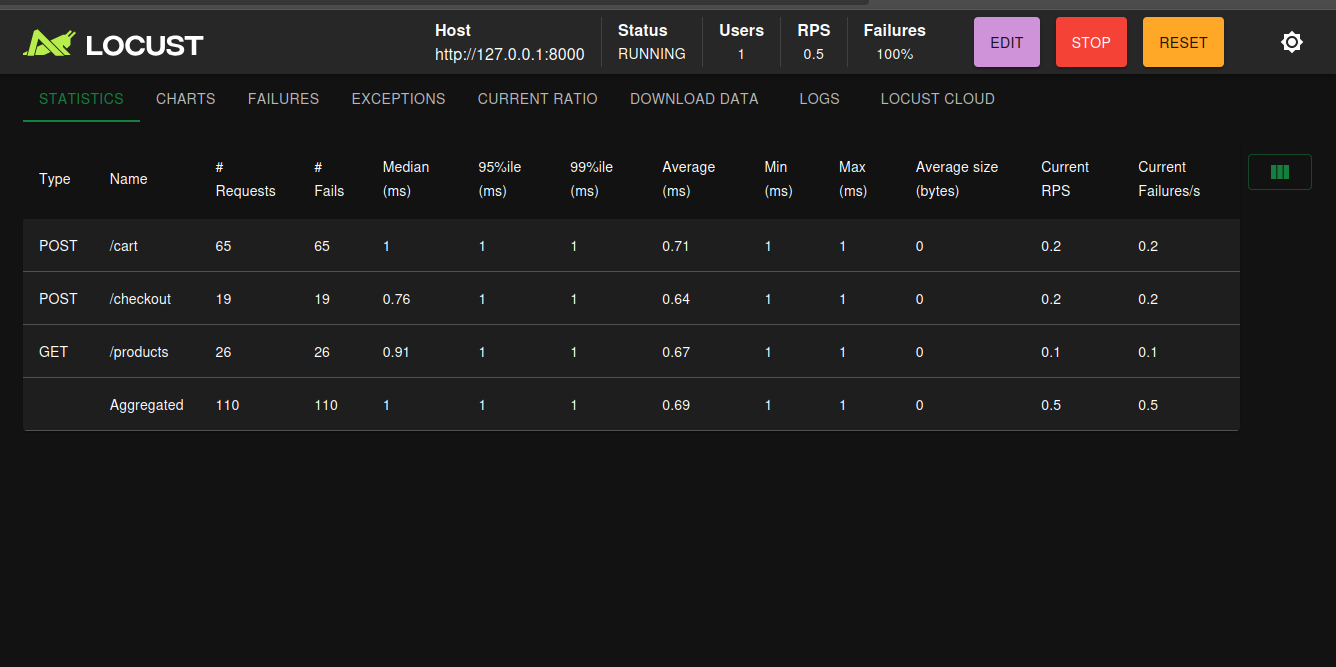 LOCUST
Host
http://127.0.0.1:8000
Status
RUNNING
Users
1
RPS
0.5
Failures
100%
EDIT
STOP
RESET
STATISTICS CHARTS FAILURES EXCEPTIONS CURRENT RATIO DOWNLOAD DATA LOGS LOCUST CLOUD
Type Name # Requests # Fails Median (ms) 95%ile (ms) 99%ile (ms) Average (ms) Min (ms) Max (ms) Average size (bytes) Current RPS Current Failures/s
POST /cart 65 65 1 1 1 0.71 1 1 0 0.2 0.2
POST /checkout 19 19 0.76 1 1 0.64 1 1 0 0.2 0.2
GET /products 26 26 0.91 1 1 0.67 1 1 0 0.1 0.1
Aggregated 110 110 1 1 1 0.69 1 1 0 0.5 0.5